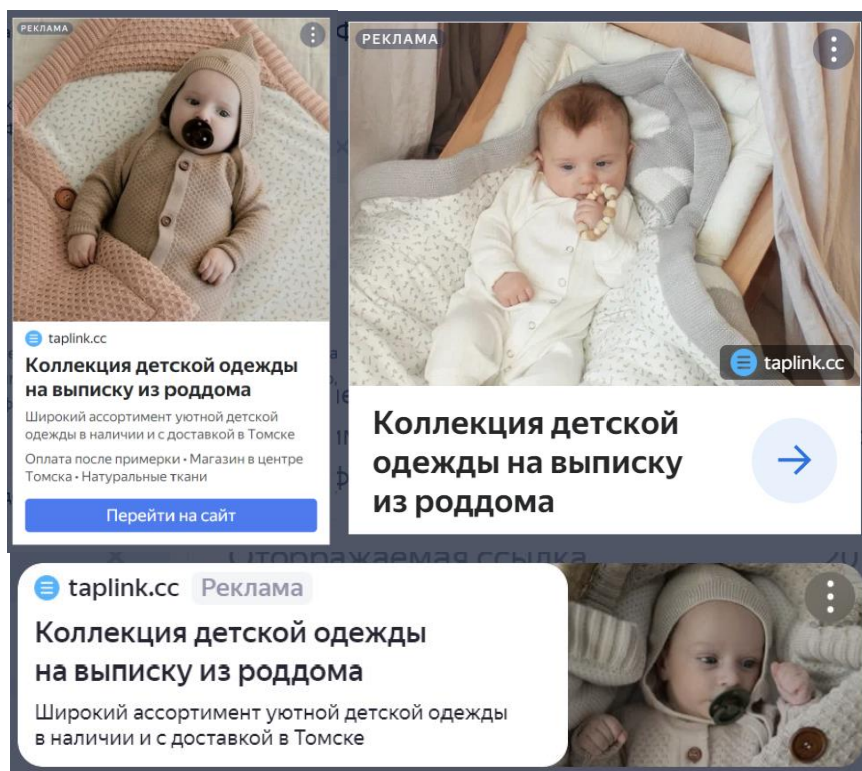 РЕКЛАМА
taplink.cc
Коллекция детской одежды
на выписку из роддома
Широкий ассортимент уютной детской
одежды в наличии и с доставкой в Томске
Оплата после примерки • Магазин в центре
Томска • Натуральные ткани
Перейти на сайт
РЕКЛАМА
taplink.cc
Коллекция детской
одежды на выписку
из роддома
Отображаемая ссылка
20
taplink.cc Реклама
Коллекция детской одежды
на выписку из роддома
Широкий ассортимент уютной детской одежды
в наличии и с доставкой в Томске